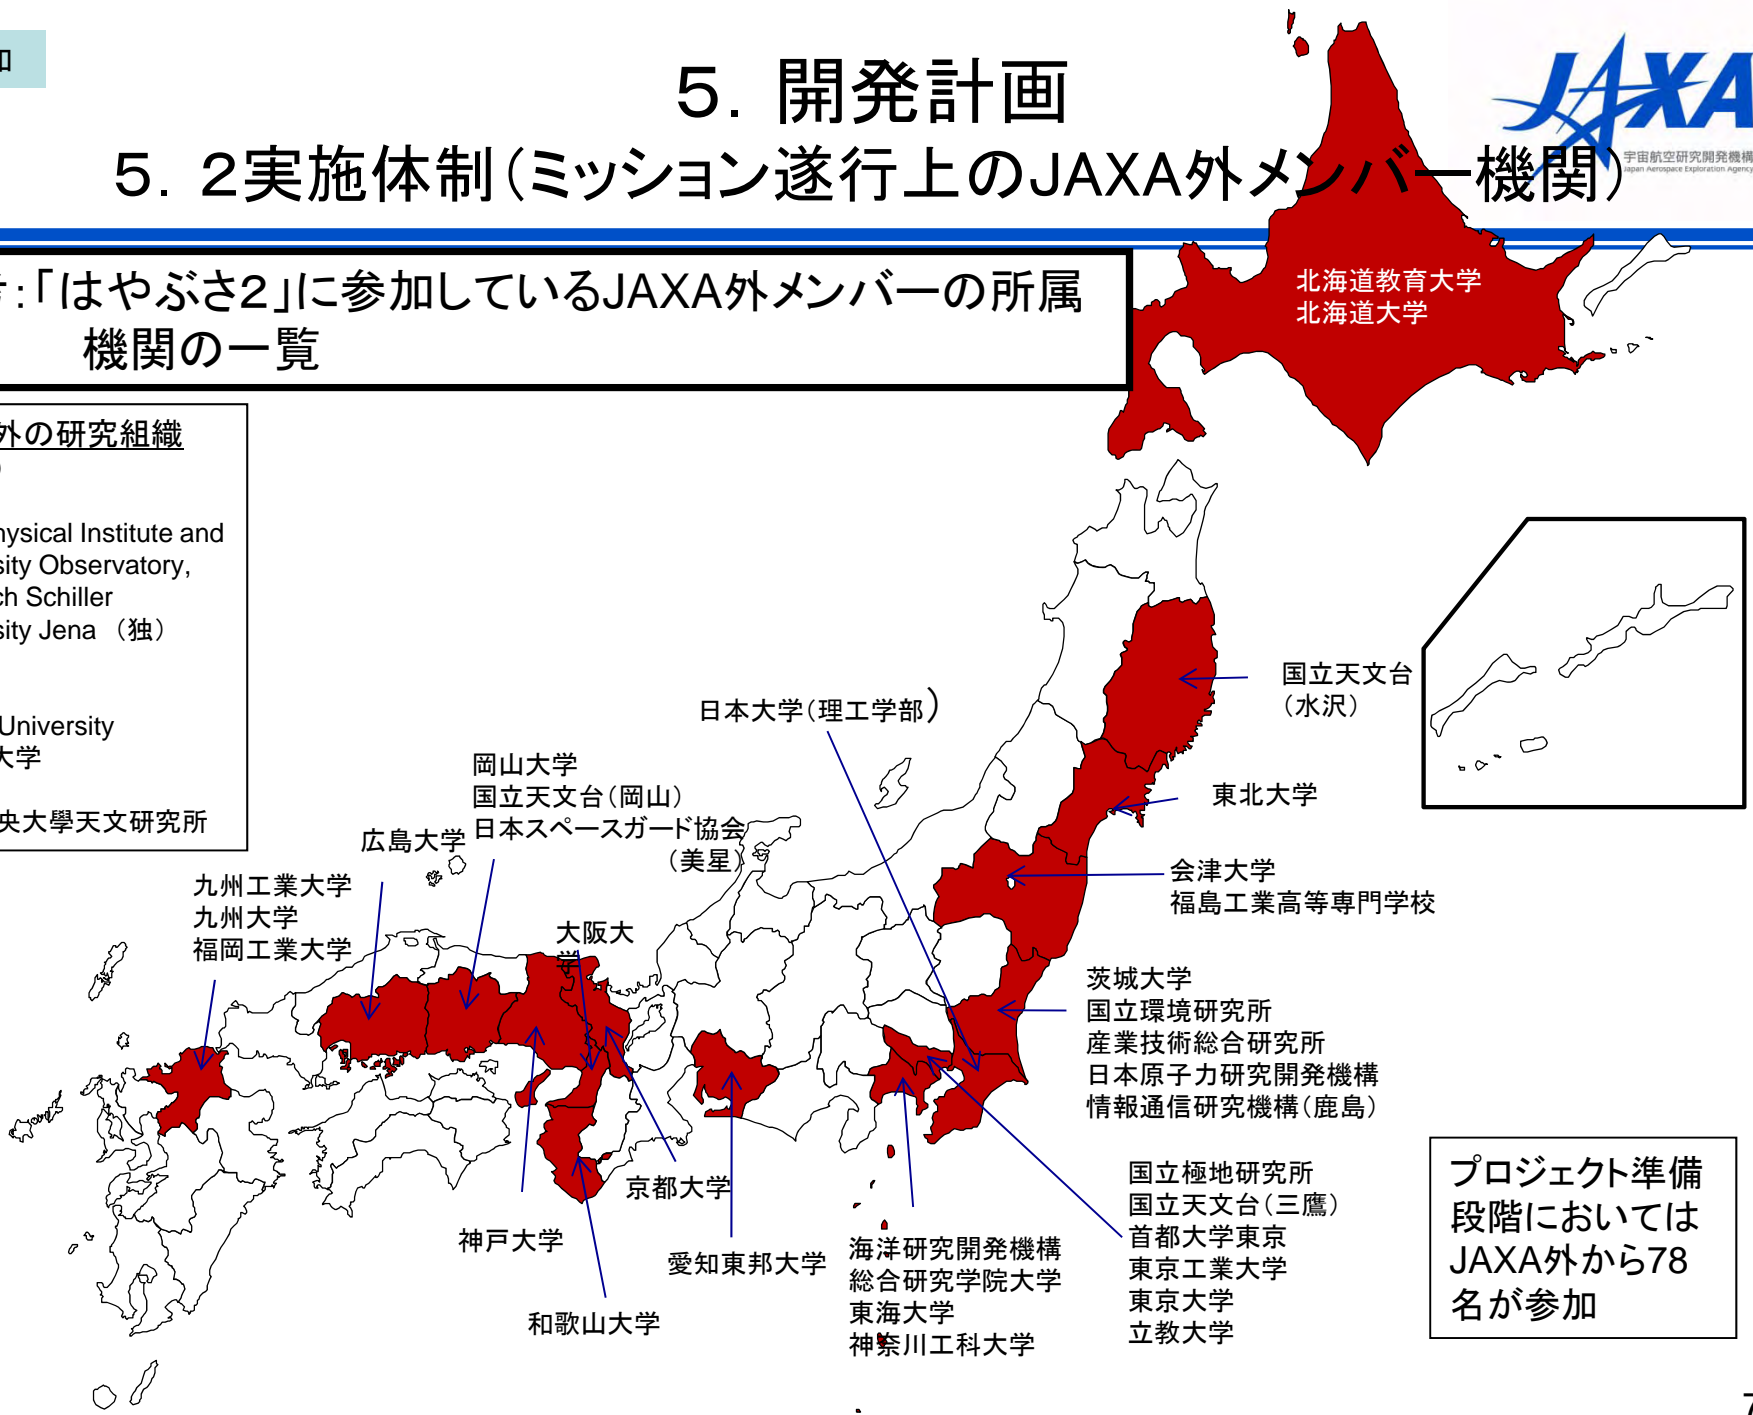 5．開発計画
5．2実施体制（ミッション遂行上のJAXA外メンバー機関）
JAXA
宇宙航空研究開発機構
Japan Aerospace Exploration Agency
：「はやぶさ2」に参加しているJAXA外メンバーの所属
機関の一覧
外の研究組織
hysical Institute and
sity Observatory,
ch Schiller
sity Jena （独）
University
大学
央大學天文研究所
北海道教育大学
北海道大学
国立天文台
（水沢）
日本大学（理工学部）
東北大学
岡山大学
国立天文台（岡山）
日本スペースガード協会
（美星）
広島大学
会津大学
福島工業高等専門学校
九州工業大学
九州大学
福岡工業大学
大阪大
学
茨城大学
国立環境研究所
産業技術総合研究所
日本原子力研究開発機構
情報通信研究機構（鹿島）
国立極地研究所
国立天文台（三鷹）
首都大学東京
東京工業大学
東京大学
立教大学
京都大学
神戸大学
愛知東邦大学
和歌山大学
海洋研究開発機構
総合研究学院大学
東海大学
神奈川工科大学
プロジェクト準備
段階においては
JAXA外から78
名が参加